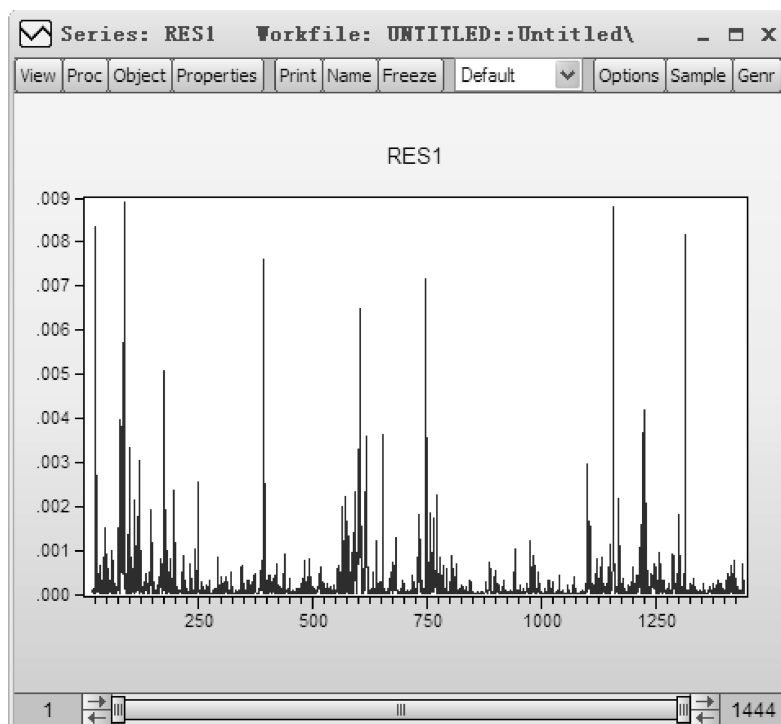 Series: RES1 Workfile: UNTITLED::Untitled\
View Proc Object Properties Print Name Freeze Default Options Sample Genr
RES1
.009
.008
.007
.006
.005
.004
.003
.002
.001
.000
250 500 750 1000 1250
1 1444